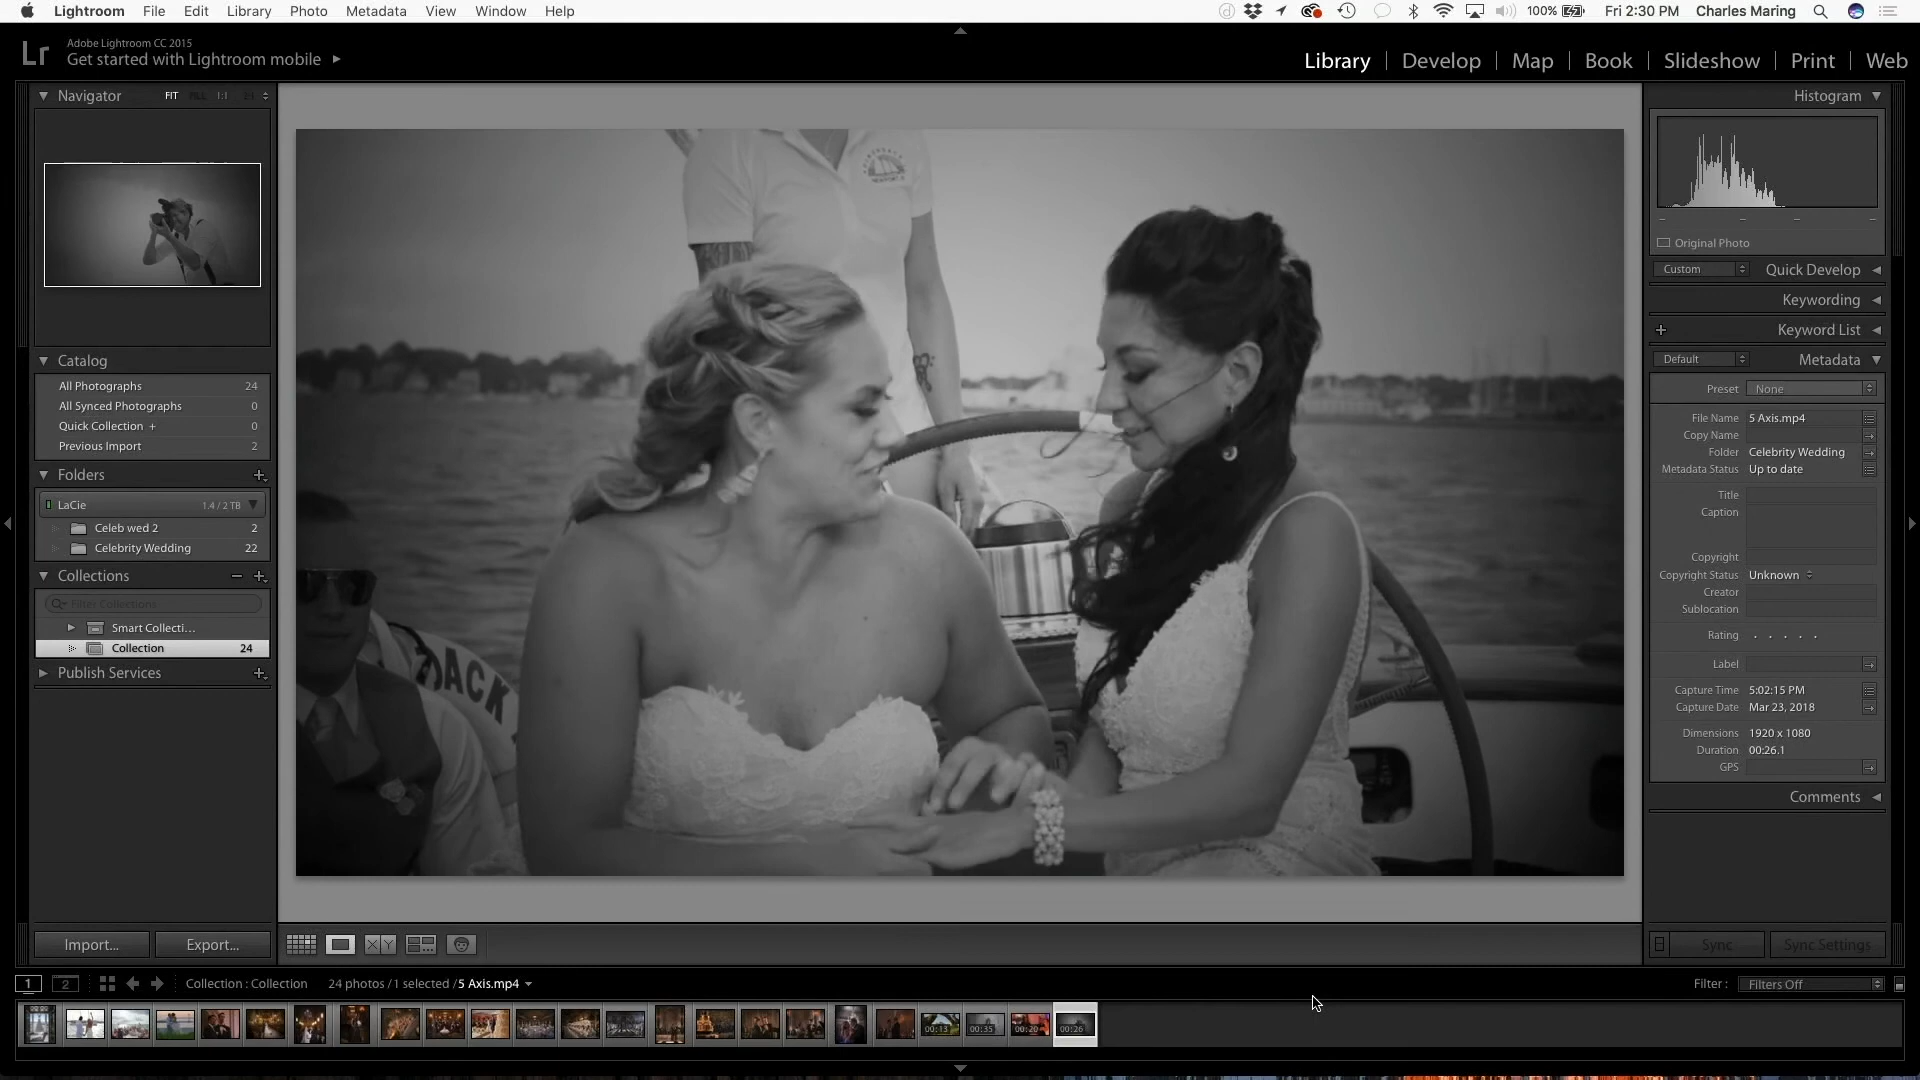 Lightroom File Edit Library Photo Metadata View Window Help 100% Fri 2:30 PM Charles Maring
Lr Adobe Lightroom CC 2015
Get started with Lightroom mobile
Library Develop Map Book Slideshow Print Web
Navigator FIT FILL 1:1
Histogram
Original Photo
Custom Quick Develop
Keywording
Keyword List
Default Metadata
Preset None
File Name 5 Axis.mp4
Copy Name
Folder Celebrity Wedding
Metadata Status Up to date
Title
Caption
Copyright
Copyright Status Unknown
Creator
Sublocation
Rating
Label
Capture Time 5:02:15 PM
Capture Date Mar 23, 2018
Dimensions 1920 x 1080
Duration 00:26.1
GPS
Comments
Catalog
All Photographs 24
All Synced Photographs 0
Quick Collection + 0
Previous Import 2
Folders
LaCie 1.4 / 2 TB
Celeb wed 2 2
Celebrity Wedding 22
Collections
Filter Collections
Smart Collecti...
Collection 24
Publish Services
ACK
Import... Export... XY Sync Sync Settings
1 2 Collection : Collection 24 photos / 1 selected / 5 Axis.mp4 Filter : Filters Off
00:13 00:35 00:20 00:26